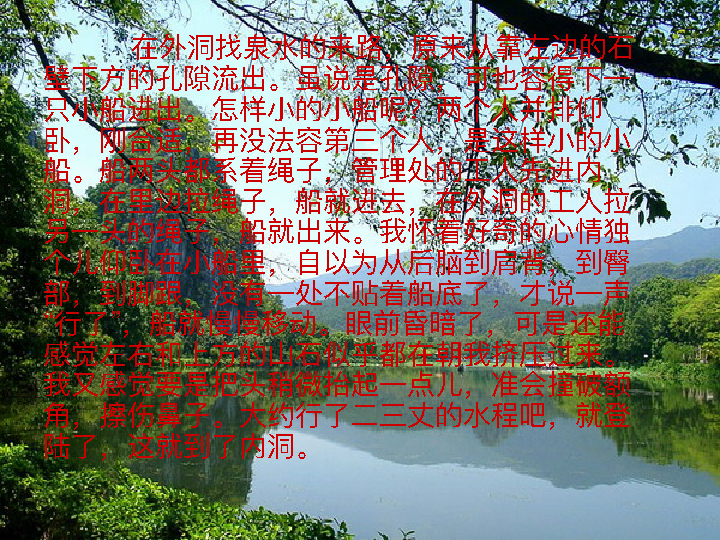 在外洞找泉水的来路，原来从靠左边的石
壁下方的孔隙流出。虽说是孔隙，可也容得下一
只小船进出。怎样小的小船呢？两个人并排仰
卧，刚合适，再没法容第三个人，是这样小的小
船。船两头都系着绳子，管理处的工人先进内
洞，在里边拉绳子，船就进去，在外洞的工人拉
另一头的绳子，船就出来。我怀着好奇的心情独
个儿仰卧在小船里，自以为从后脑到肩背，到臀
部，到脚跟，没有一处不贴着船底了，才说一声
“行了”，船就慢慢移动。眼前昏暗了，可是还能
感觉左右和上方的山石似乎都在朝我挤压过来。
我又感觉要是把头稍微抬起一点儿，准会撞破额
角，擦伤鼻子。大约行了二三丈的水程吧，就登
陆了，这就到了内洞。